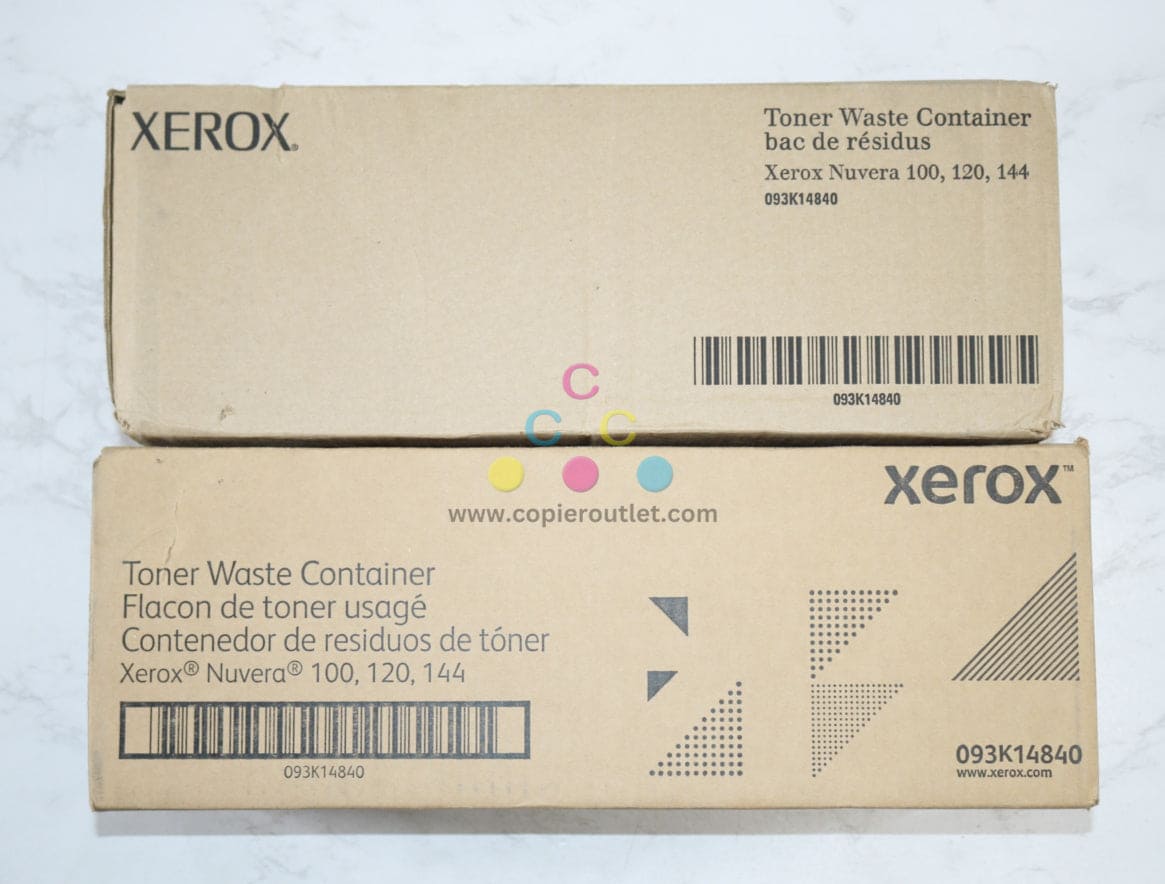 XEROX®
Toner Waste Container
bac de résidus
Xerox Nuvera 100, 120, 144
093K14840
093K14840
C
C C
www.copieroutlet.com
xerox™
Toner Waste Container
Flacon de toner usagé
Contenedor de residuos de tóner
Xerox® Nuvera® 100, 120, 144
093K14840
093K14840
www.xerox.com